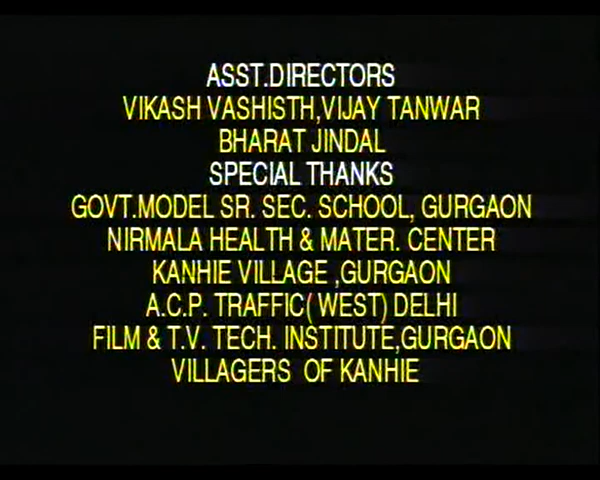 ASST.DIRECTORS
VIKASH VASHISTH,VIJAY TANWAR
BHARAT JINDAL
SPECIAL THANKS
GOVT.MODEL SR. SEC. SCHOOL, GURGAON
NIRMALA HEALTH & MATER. CENTER
KANHIE VILLAGE ,GURGAON
A.C.P. TRAFFIC( WEST) DELHI
FILM & T.V. TECH. INSTITUTE,GURGAON
VILLAGERS  OF KANHIE